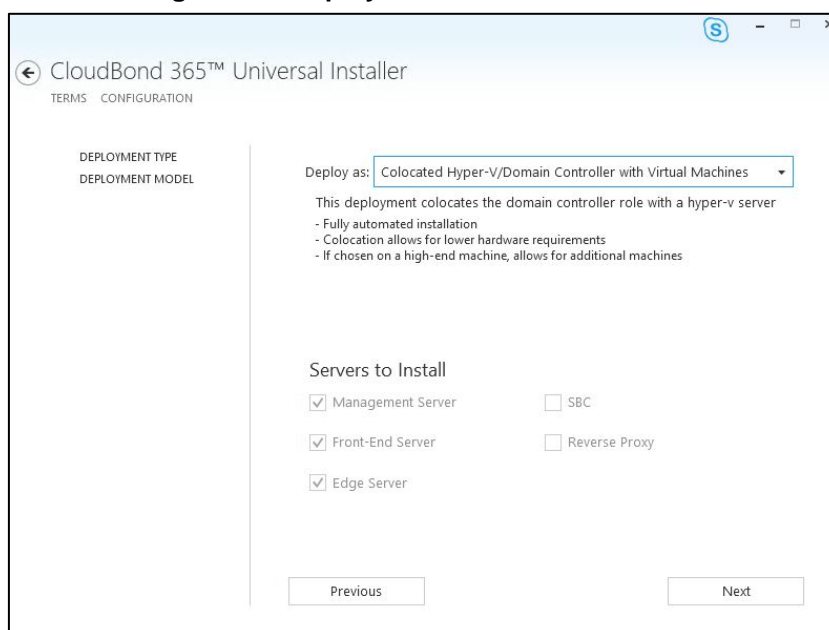 CloudBond 365™ Universal Installer
TERMS CONFIGURATION
DEPLOYMENT TYPE
DEPLOYMENT MODEL
Deploy as: Colocated Hyper-V/Domain Controller with Virtual Machines
This deployment colocates the domain controller role with a hyper-v server
- Fully automated installation
- Colocation allows for lower hardware requirements
- If chosen on a high-end machine, allows for additional machines
Servers to Install
Management Server SBC
Front-End Server Reverse Proxy
Edge Server
Previous Next